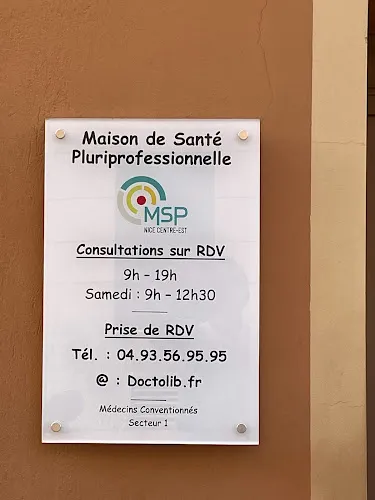 Maison de Santé
Pluriprofessionnelle
MSP
NICE CENTRE-EST
Consultations sur RDV
9h - 19h
Samedi : 9h - 12h30
Prise de RDV
Tél. : 04.93.56.95.95
@ : Doctolib.fr
Médecins Conventionnés
Secteur 1